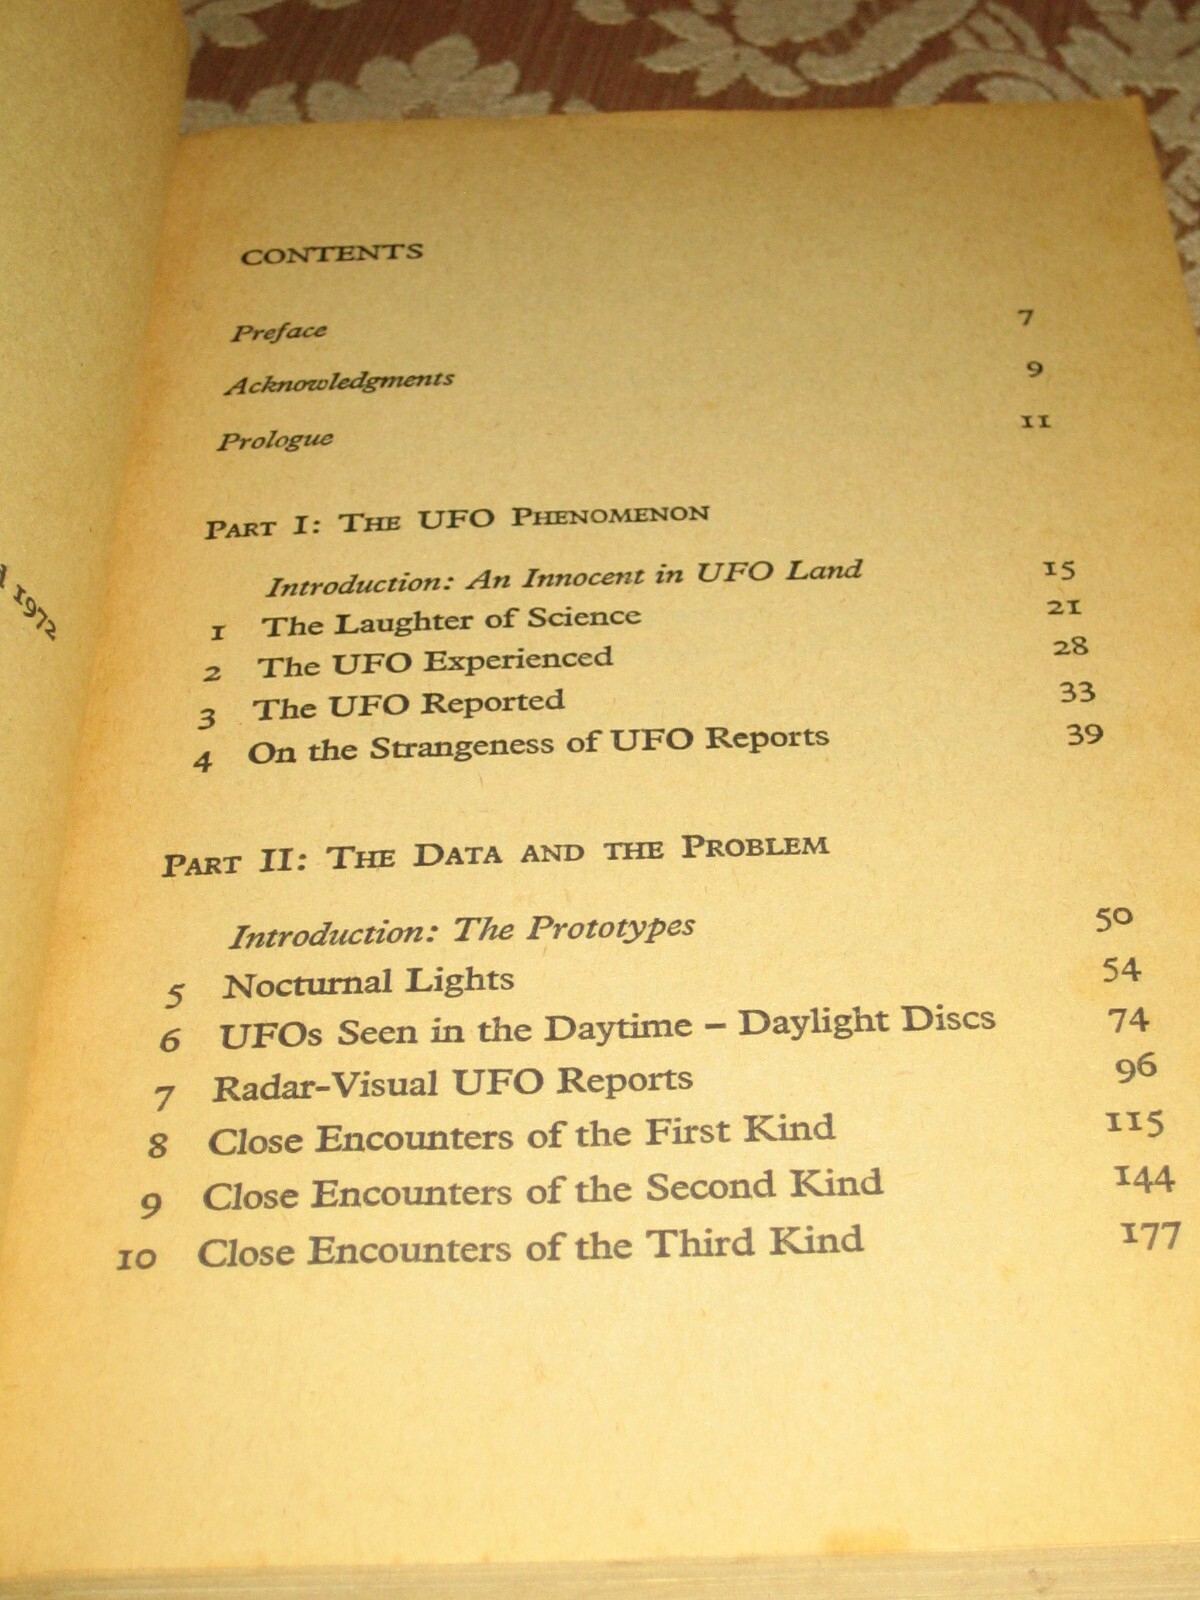 1972
CONTENTS
Preface 7
Acknowledgments 9
Prologue 11
PART I: THE UFO PHENOMENON
Introduction: An Innocent in UFO Land 15
1 The Laughter of Science 21
2 The UFO Experienced 28
3 The UFO Reported 33
4 On the Strangeness of UFO Reports 39
PART II: THE DATA AND THE PROBLEM
Introduction: The Prototypes 50
5 Nocturnal Lights 54
6 UFOs Seen in the Daytime – Daylight Discs 74
7 Radar-Visual UFO Reports 96
8 Close Encounters of the First Kind 115
9 Close Encounters of the Second Kind 144
10 Close Encounters of the Third Kind 177